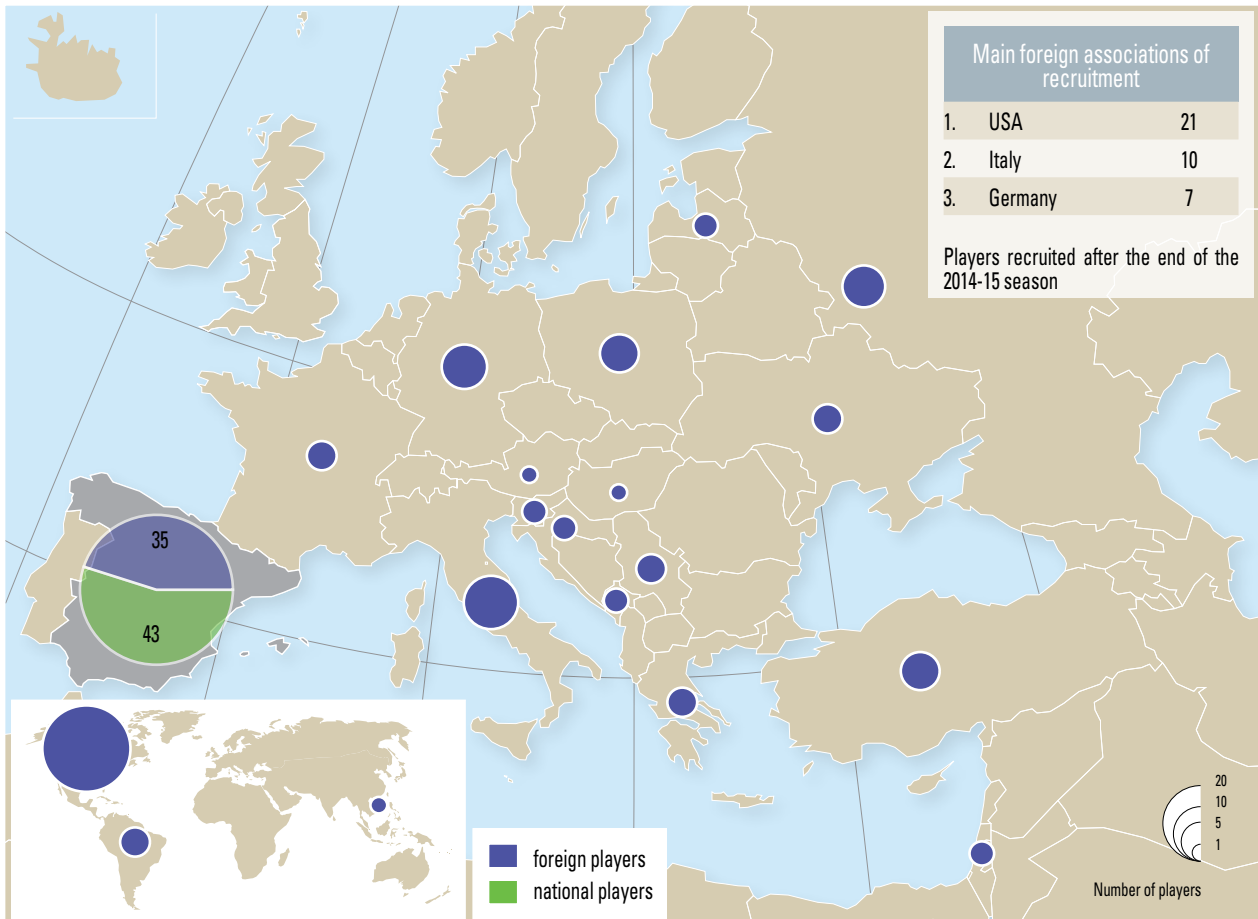 Main foreign associations of
recruitment
1. USA 21
2. Italy 10
3. Germany 7
Players recruited after the end of the
2014-15 season
35
43
foreign players
national players
20
10
5
1
Number of players